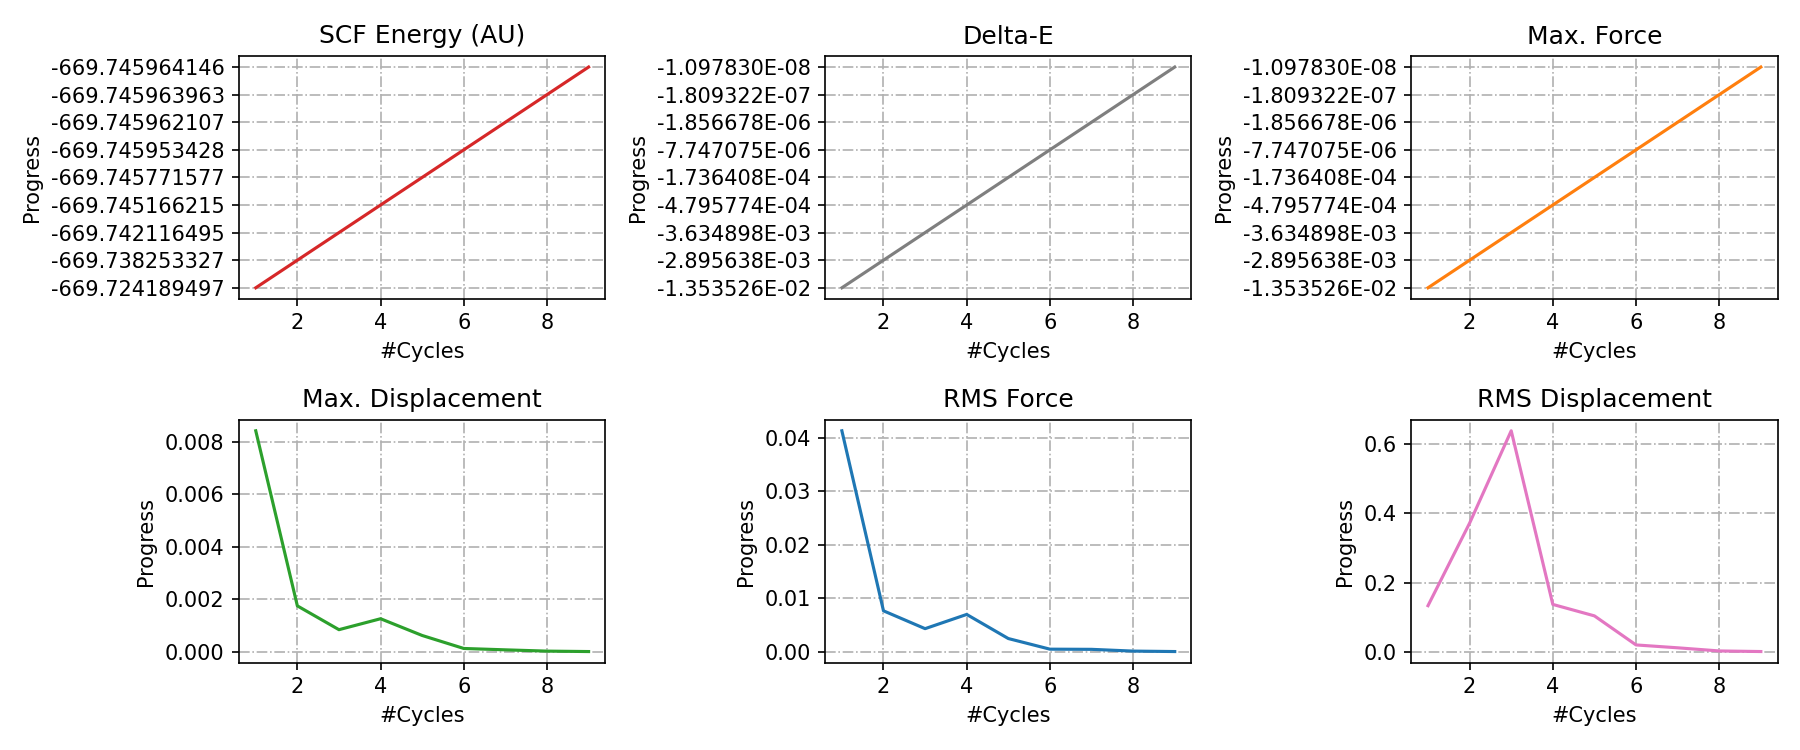 SCF Energy (AU)
-669.745964146
-669.745963963
-669.745962107
-669.745953428
-669.745771577
-669.745166215
-669.742116495
-669.738253327
-669.724189497
Progress
2 4 6 8
#Cycles
Delta-E
-1.097830E-08
-1.809322E-07
-1.856678E-06
-7.747075E-06
-1.736408E-04
-4.795774E-04
-3.634898E-03
-2.895638E-03
-1.353526E-02
Progress
2 4 6 8
#Cycles
Max. Force
-1.097830E-08
-1.809322E-07
-1.856678E-06
-7.747075E-06
-1.736408E-04
-4.795774E-04
-3.634898E-03
-2.895638E-03
-1.353526E-02
Progress
2 4 6 8
#Cycles
Max. Displacement
0.008
0.006
0.004
0.002
0.000
Progress
2 4 6 8
#Cycles
RMS Force
0.04
0.03
0.02
0.01
0.00
Progress
2 4 6 8
#Cycles
RMS Displacement
0.6
0.4
0.2
0.0
Progress
2 4 6 8
#Cycles